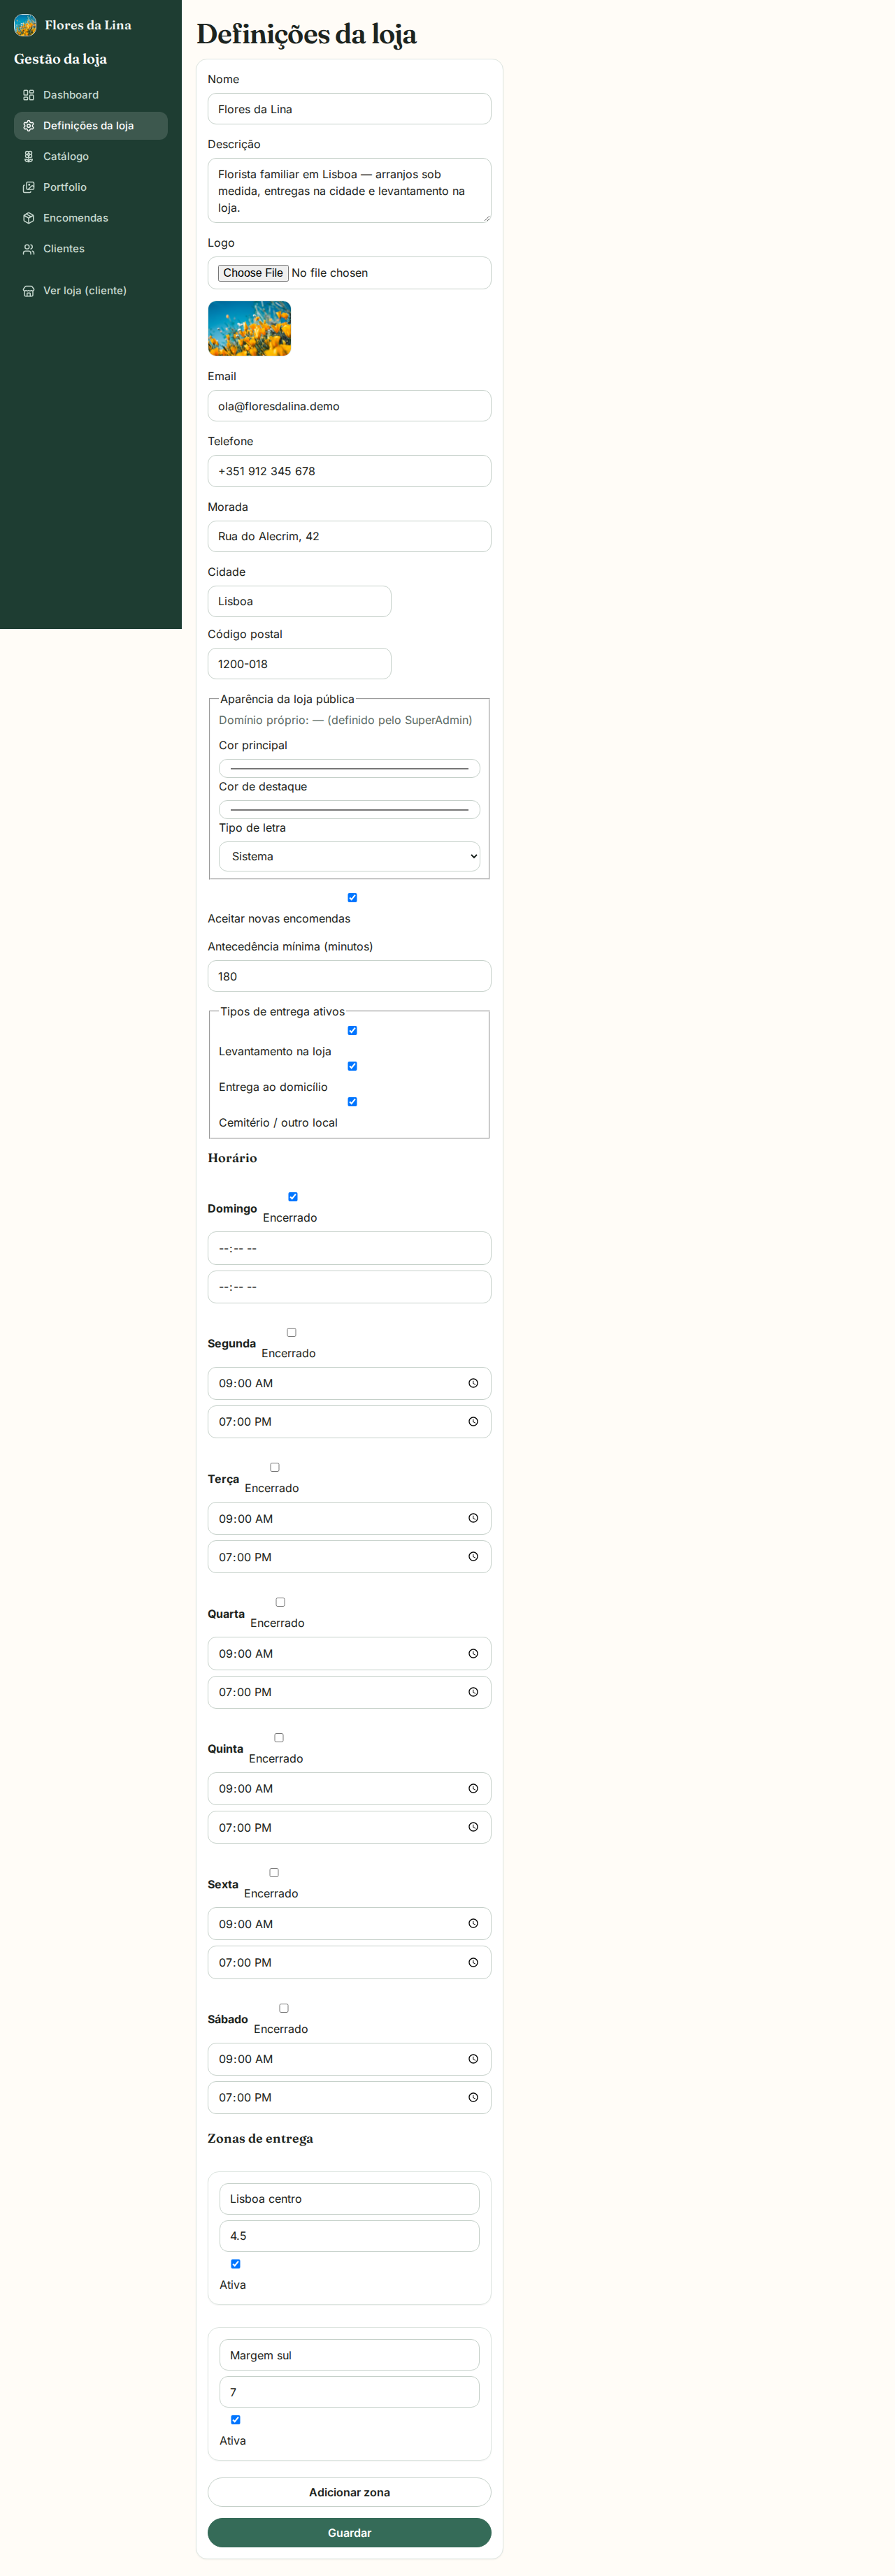 Flores da Lina
Gestão da loja
Dashboard
Definições da loja
Catálogo
Portfolio
Encomendas
Clientes
Ver loja (cliente)
Definições da loja
Nome
Flores da Lina
Descrição
Florista familiar em Lisboa — arranjos sob
medida, entregas na cidade e levantamento na
loja.
Logo
Choose File No file chosen
Email
ola@floresdalina.demo
Telefone
+351 912 345 678
Morada
Rua do Alecrim, 42
Cidade
Lisboa
Código postal
1200-018
Aparência da loja pública
Domínio próprio: — (definido pelo SuperAdmin)
Cor principal
Cor de destaque
Tipo de letra
Sistema
Aceitar novas encomendas
Antecedência mínima (minutos)
180
Tipos de entrega ativos
Levantamento na loja
Entrega ao domicílio
Cemitério / outro local
Horário
Domingo Encerrado
--:-- --
--:-- --
Segunda Encerrado
09:00 AM
07:00 PM
Terça Encerrado
09:00 AM
07:00 PM
Quarta Encerrado
09:00 AM
07:00 PM
Quinta Encerrado
09:00 AM
07:00 PM
Sexta Encerrado
09:00 AM
07:00 PM
Sábado Encerrado
09:00 AM
07:00 PM
Zonas de entrega
Lisboa centro
4.5
Ativa
Margem sul
7
Ativa
Adicionar zona
Guardar